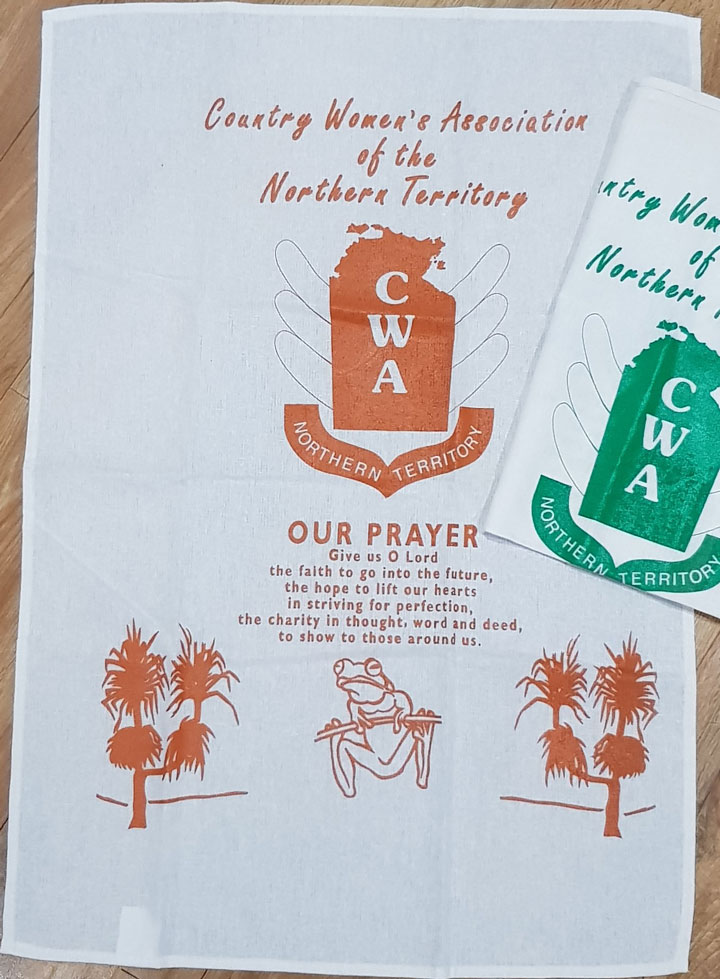 Country Women's Association
of the
Northern Territory
C
W
A
NORTHERN TERRITORY
OUR PRAYER
Give us O Lord
the faith to go into the future,
the hope to lift our hearts
in striving for perfection,
the charity in thought, word and deed,
to show to those around us.
of
Northern
C
W
A
NORTHERN TERRITORY